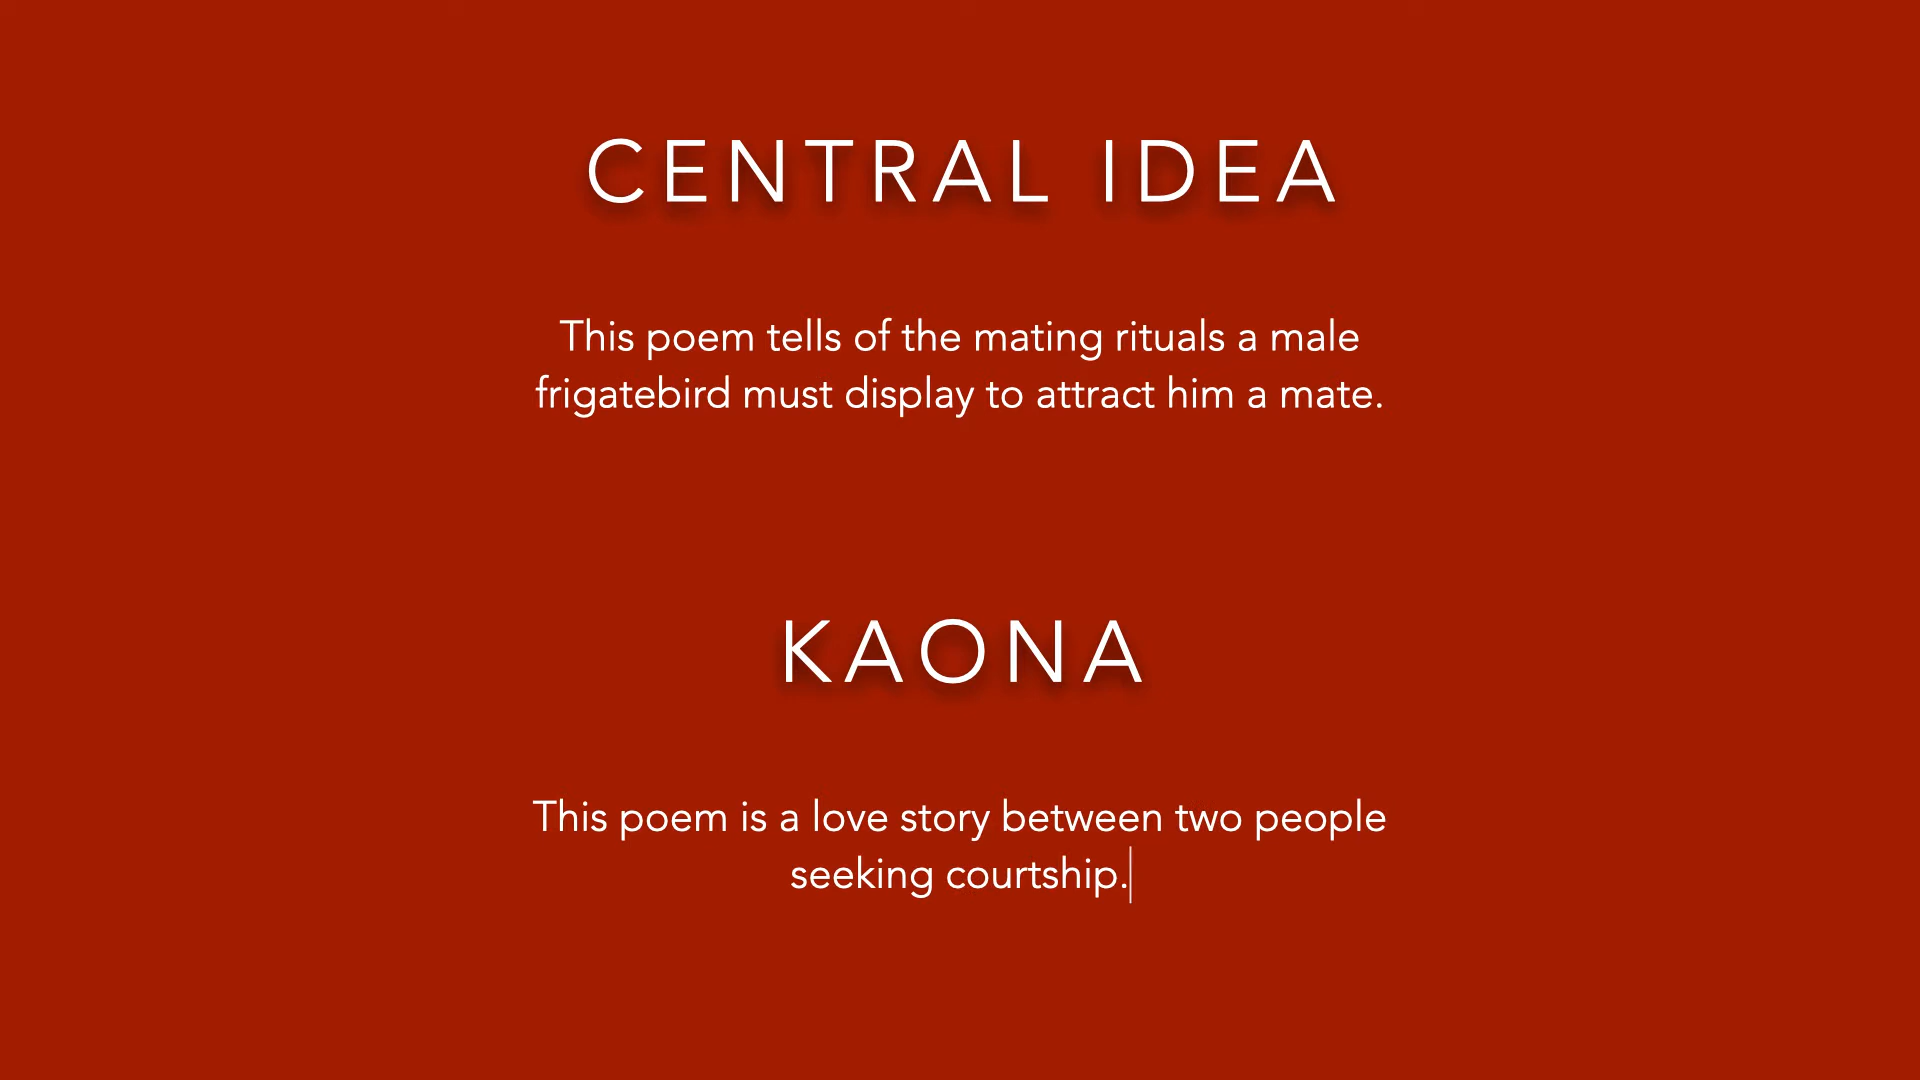 CENTRAL IDEA
This poem tells of the mating rituals a male
frigatebird must display to attract him a mate.
KAONA
This poem is a love story between two people
seeking courtship.